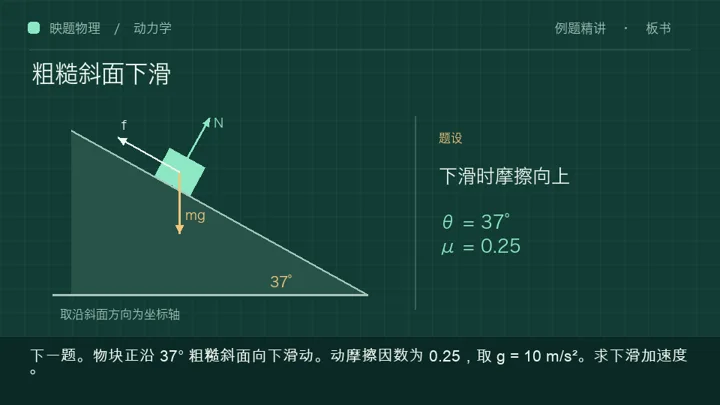 映题物理 / 动力学
例题精讲 · 板书
粗糙斜面下滑
f
N
mg
37°
取沿斜面方向为坐标轴
题设
下滑时摩擦向上
θ = 37°
μ = 0.25
下一题。物块正沿 37° 粗糙斜面向下滑动。动摩擦因数为 0.25，取 g = 10 m/s²。求下滑加速度
。